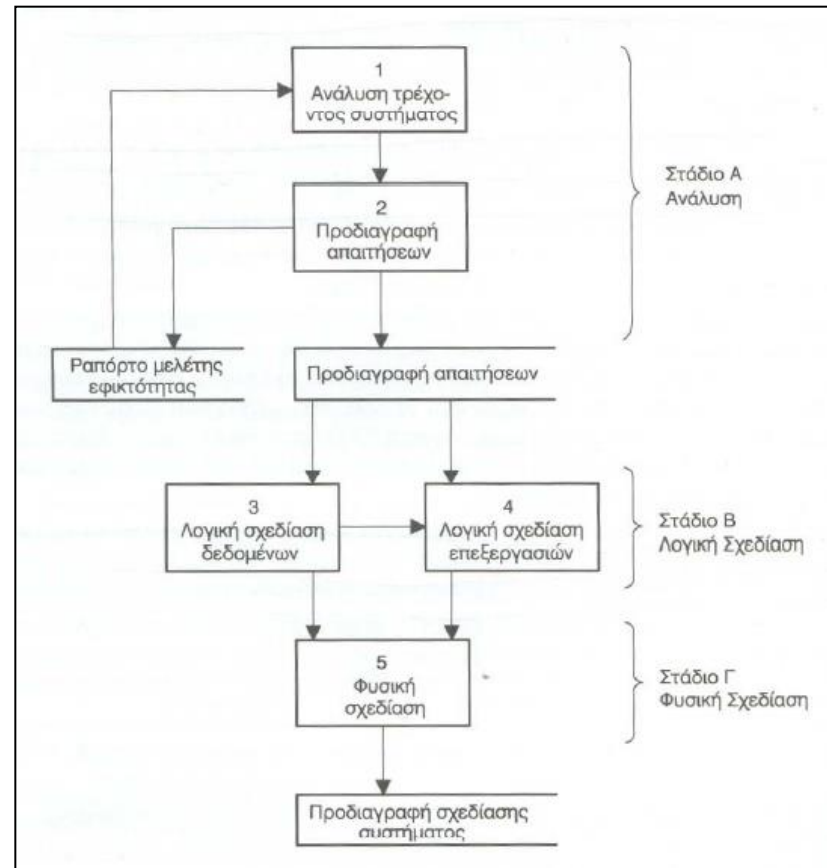 1
Ανάλυση τρέχο-
ντος συστήματος
Στάδιο Α
Ανάλυση
2
Προδιαγραφή
απαιτήσεων
Ραπόρτο μελέτης
εφικτότητας
Προδιαγραφή απαιτήσεων
3
Λογική σχεδίαση
δεδομένων
4
Λογική σχεδίαση
επεξεργασιών
Στάδιο Β
Λογική Σχεδίαση
5
Φυσική
σχεδίαση
Στάδιο Γ
Φυσική Σχεδίαση
Προδιαγραφή σχεδίασης
συστήματος